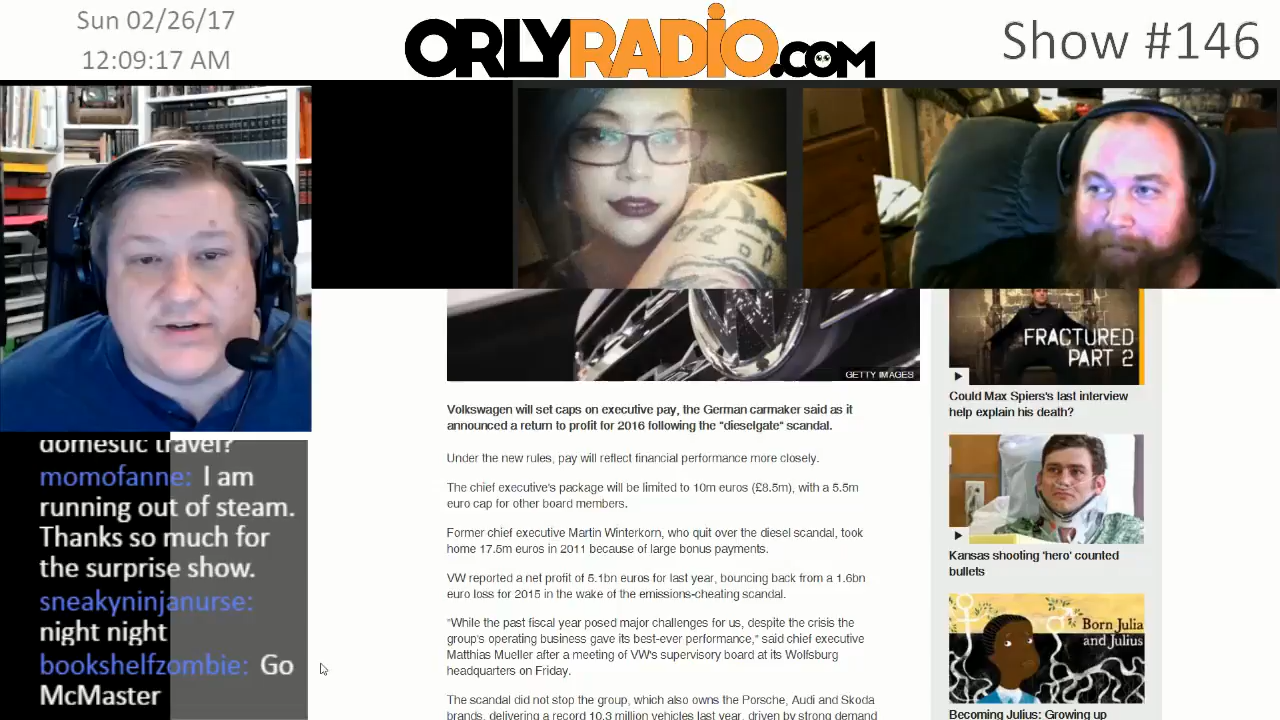 Sun 02/26/17
12:09:17 AM
ORLYRADIO.COM
Show #146
GETTY IMAGES
Volkswagen will set caps on executive pay, the German carmaker said as it
announced a return to profit for 2016 following the "dieselgate" scandal.
Under the new rules, pay will reflect financial performance more closely.
The chief executive's package will be limited to 10m euros (£8.5m), with a 5.5m
euro cap for other board members.
Former chief executive Martin Winterkorn, who quit over the diesel scandal, took
home 17.5m euros in 2011 because of large bonus payments.
VW reported a net profit of 5.1bn euros for last year, bouncing back from a 1.6bn
euro loss for 2015 in the wake of the emissions-cheating scandal.
"While the past fiscal year posed major challenges for us, despite the crisis the
group's operating business gave its best-ever performance," said chief executive
Matthias Mueller after a meeting of VW's supervisory board at its Wolfsburg
headquarters on Friday.
The scandal did not stop the group, which also owns the Porsche, Audi and Skoda
brands, delivering a record 10.3 million vehicles last year, driven by strong demand
FRACTURED
PART 2
Could Max Spiers's last interview
help explain his death?
Kansas shooting 'hero' counted
bullets
Born Julia
and Julius
Becoming Julius: Growing up
domestic travel?
momofanne: I am
running out of steam.
Thanks so much for
the surprise show.
sneakyninjanurse:
night night
bookshelfzombie: Go
McMaster